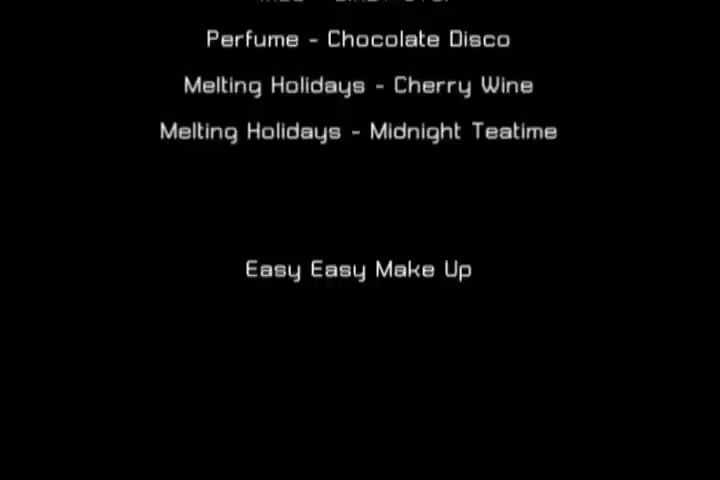 Perfume - Chocolate Disco
Melting Holidays - Cherry Wine
Melting Holidays - Midnight Teatime
Easy Easy Make Up